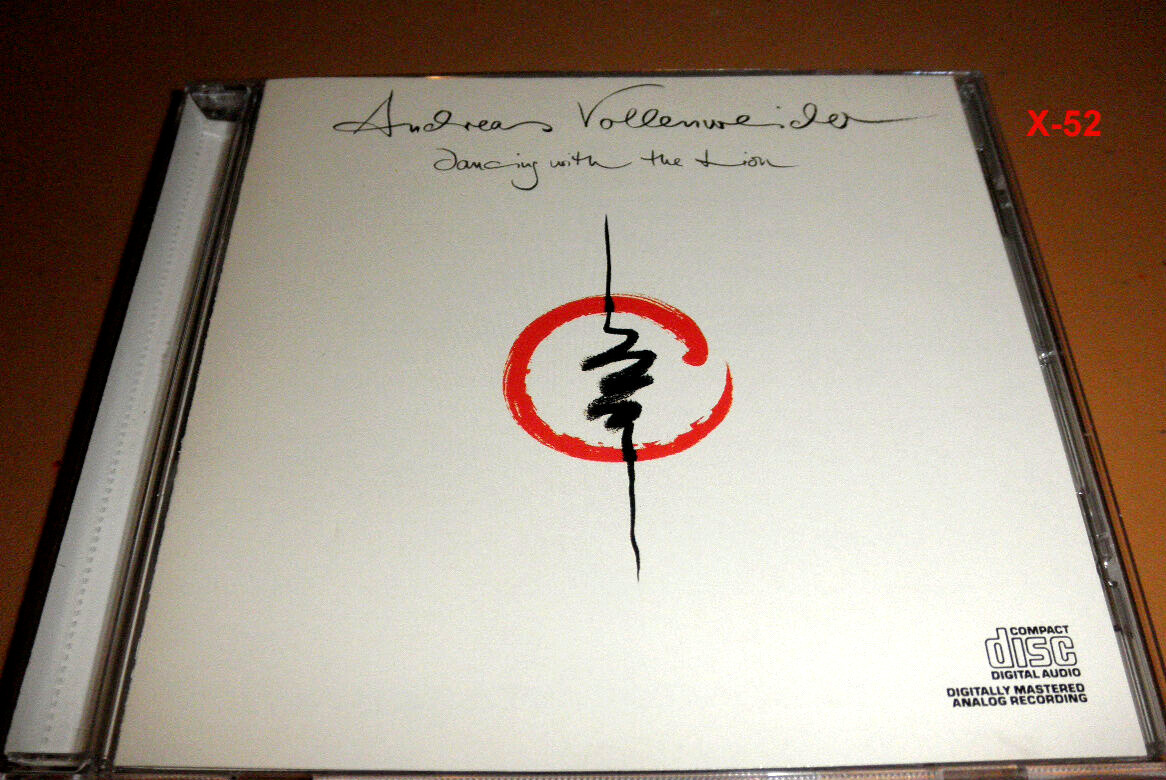 Andreas Vollenweider
dancing with the Lion
X-52
COMPACT
disc
DIGITAL AUDIO
DIGITALLY MASTERED
ANALOG RECORDING